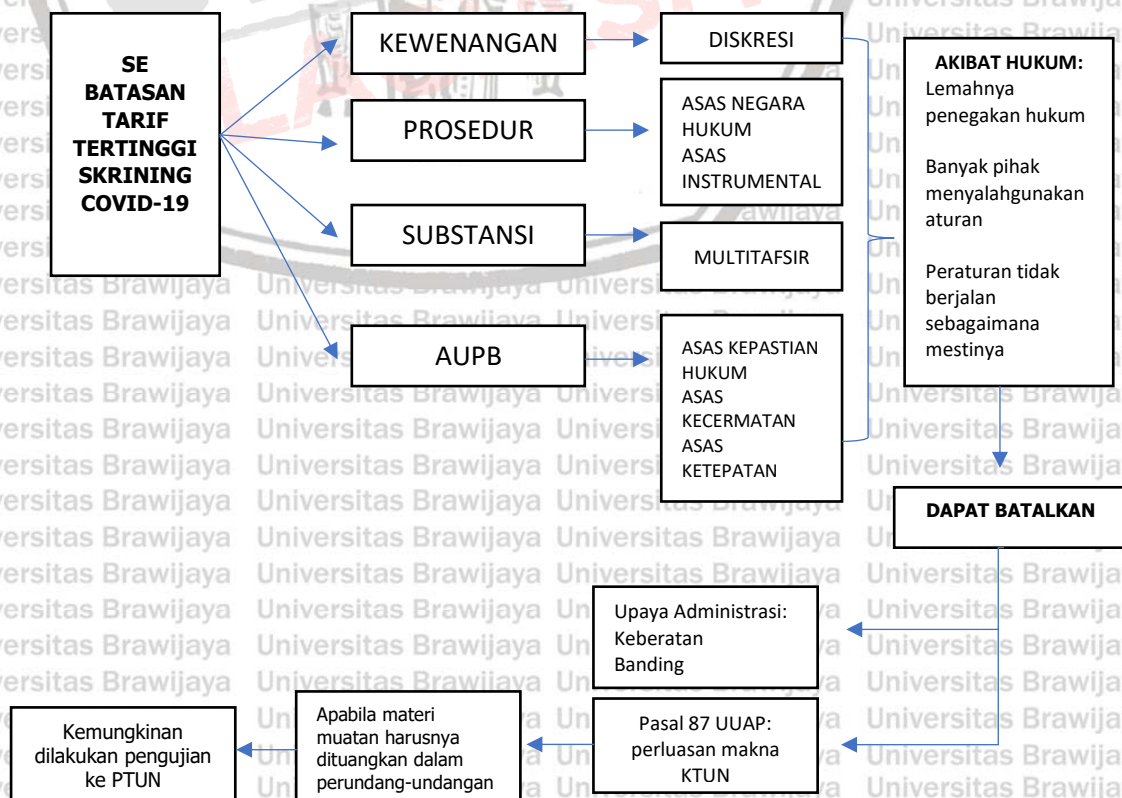 SE
BATASAN
TARIF
TERTINGGI
SKRINING
COVID-19
KEWENANGAN
DISKRESI
PROSEDUR
ASAS NEGARA
HUKUM
ASAS
INSTRUMENTAL
SUBSTANSI
MULTITAFSIR
AUPB
ASAS KEPASTIAN
HUKUM
ASAS
KECERMATAN
ASAS
KETEPATAN
AKIBAT HUKUM:
Lemahnya
penegakan hukum
Banyak pihak
menyalahgunakan
aturan
Peraturan tidak
berjalan
sebagaimana
mestinya
DAPAT BATALKAN
Upaya Administrasi:
Keberatan
Banding
Pasal 87 UUAP:
perluasan makna
KTUN
Apabila materi
muatan harusnya
dituangkan dalam
perundang-undangan
Kemungkinan
dilakukan pengujian
ke PTUN
Universitas Brawijaya